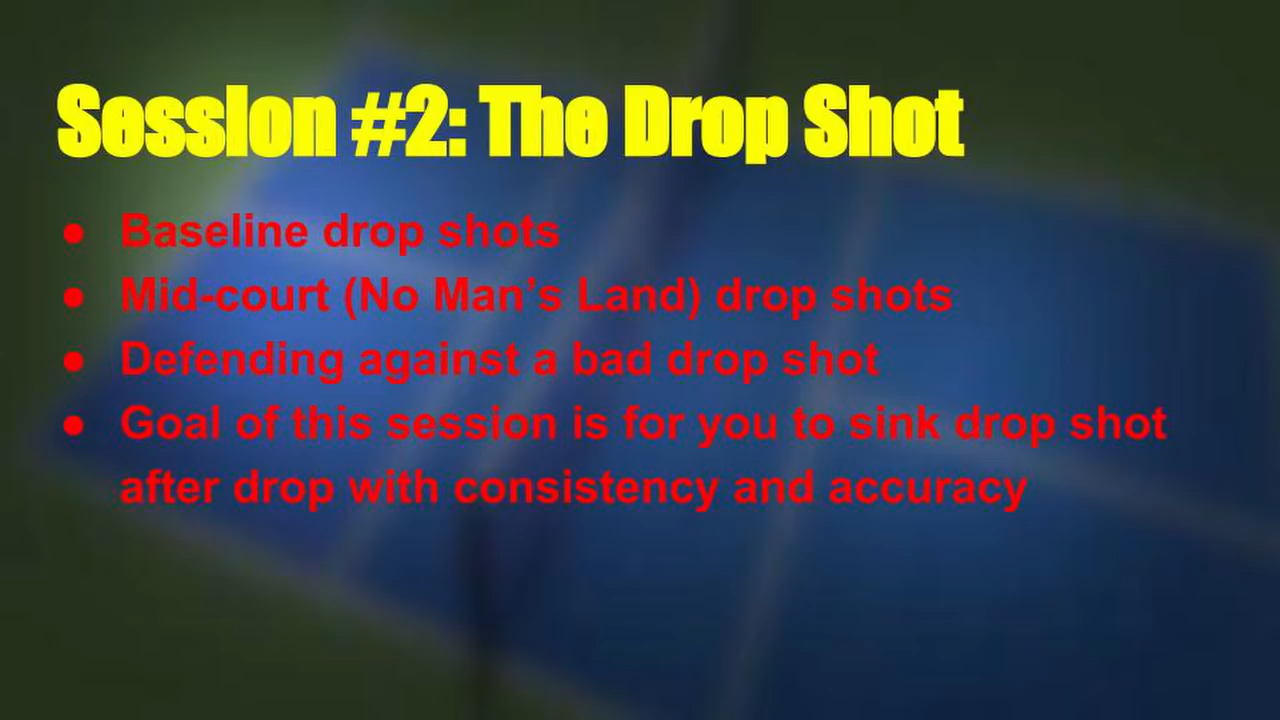 Session #2: The Drop Shot
● Baseline drop shots
● Mid-court (No Man’s Land) drop shots
● Defending against a bad drop shot
● Goal of this session is for you to sink drop shot
after drop with consistency and accuracy